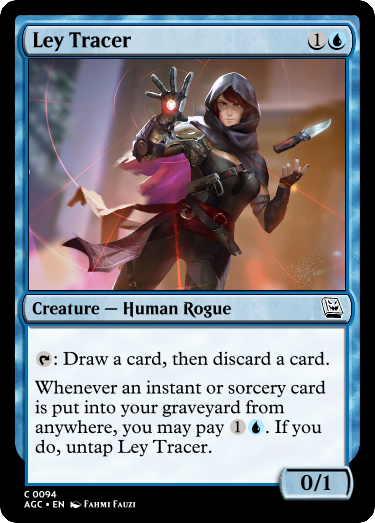 Ley Tracer 1
Creature — Human Rogue
: Draw a card, then discard a card.
Whenever an instant or sorcery card
is put into your graveyard from
anywhere, you may pay 1 . If you
do, untap Ley Tracer.
0/1
C 0094
AGC • EN Fahmi Fauzi